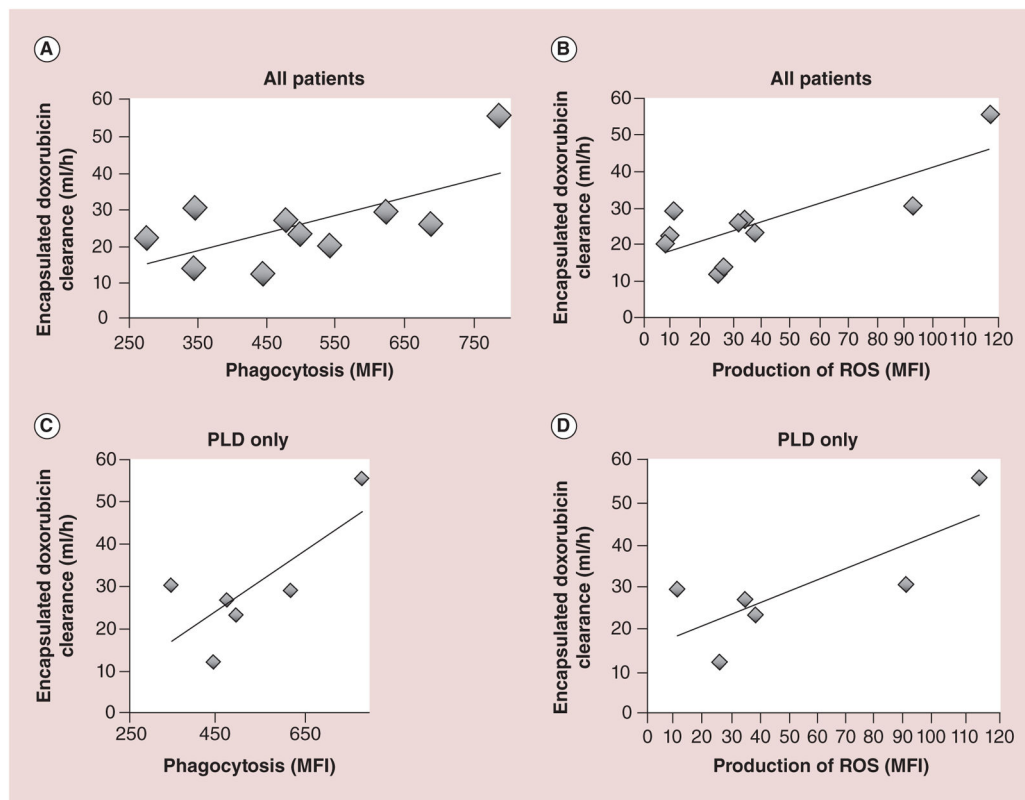 A
All patients
Encapsulated doxorubicin
clearance (ml/h)
60
50
40
30
20
10
0
250 350 450 550 650 750
Phagocytosis (MFI)
B
All patients
Encapsulated doxorubicin
clearance (ml/h)
60
50
40
30
20
10
0
0 10 20 30 40 50 60 70 80 90 100 110 120
Production of ROS (MFI)
C
PLD only
Encapsulated doxorubicin
clearance (ml/h)
60
50
40
30
20
10
0
250 450 650
Phagocytosis (MFI)
D
PLD only
Encapsulated doxorubicin
clearance (ml/h)
60
50
40
30
20
10
0
0 10 20 30 40 50 60 70 80 90 100 110 120
Production of ROS (MFI)